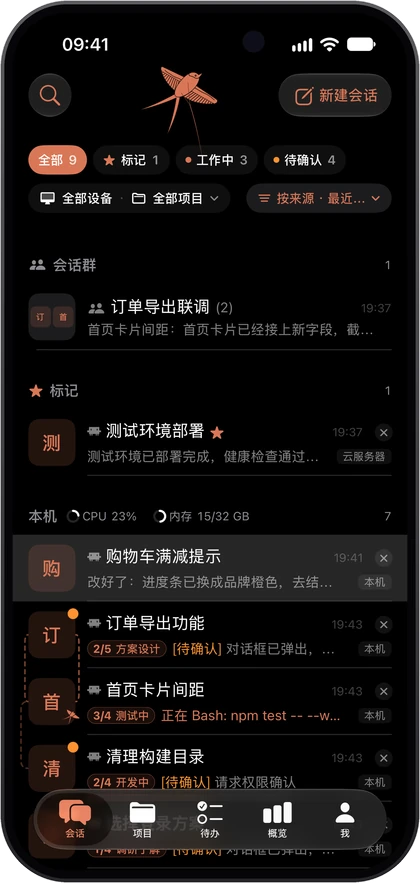 09:41
新建会话
全部 9 标记 1 工作中 3 待确认 4
全部设备 · 全部项目 按来源 · 最近...
会话群 1
订 首 订单导出联调 (2) 19:37
首页卡片间距：首页卡片已经接上新字段，截...
标记 1
测 测试环境部署 19:37
测试环境已部署完成，健康检查通过... 云服务器
本机 CPU 23% 内存 15/32 GB 7
购 购物车满减提示 19:41
改好了：进度条已换成品牌橙色，去结... 本机
订 订单导出功能 19:43
2/5 方案设计 [待确认] 对话框已弹出，... 本机
首 首页卡片间距 19:43
3/4 测试中 正在 Bash: npm test -- --w... 本机
清 清理构建目录 19:43
2/4 开发中 [待确认] 请求权限确认 本机
选择登录方案
1/4 调研了解 [待确认] 对话框已弹出，... 本机
会话 项目 待办 概览 我